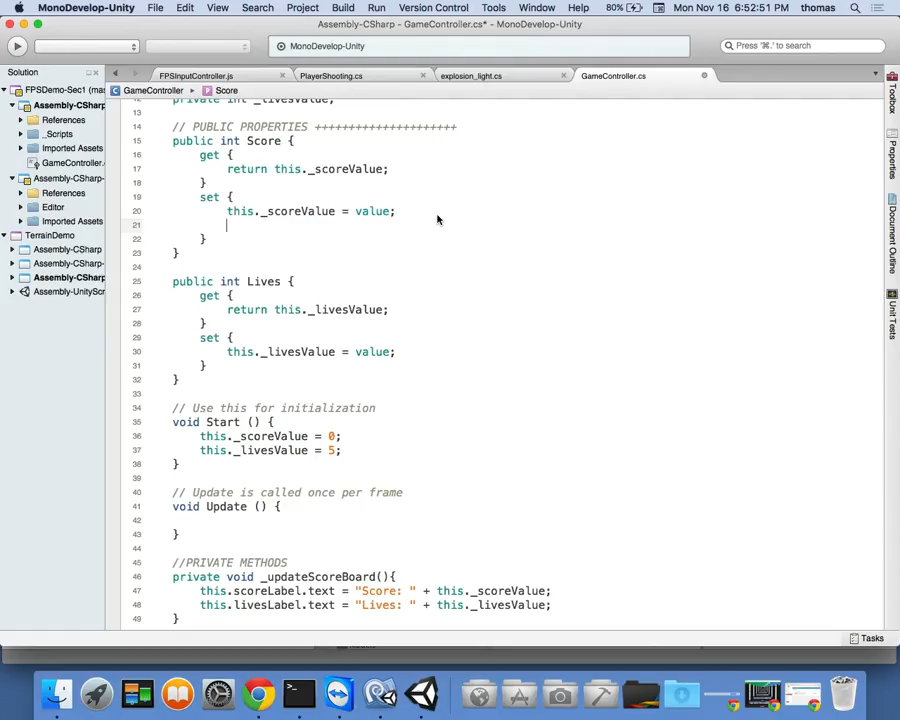 MonoDevelop-Unity File Edit View Search Project Build Run Version Control Tools Window Help 80% Mon Nov 16 6:52:51 PM thomas
Assembly-CSharp - GameController.cs* - MonoDevelop-Unity
MonoDevelop-Unity
Press '⌘.' to search
Solution
FPSInputController.js PlayerShooting.cs explosion_light.cs GameController.cs
GameController Score
FPSDemo-Sec1 (mas
Assembly-CSharp
References
_Scripts
Imported Assets
GameController.
Assembly-CSharp-
References
Editor
Imported Assets
TerrainDemo
Assembly-CSharp
Assembly-CSharp-
Assembly-CSharp
Assembly-UnityScr
12 private int _livesValue;
13
14 // PUBLIC PROPERTIES +++++++++++++++++++++
15 public int Score {
16 get {
17 return this._scoreValue;
18 }
19 set {
20 this._scoreValue = value;
21
22 }
23 }
24
25 public int Lives {
26 get {
27 return this._livesValue;
28 }
29 set {
30 this._livesValue = value;
31 }
32 }
33
34 // Use this for initialization
35 void Start () {
36 this._scoreValue = 0;
37 this._livesValue = 5;
38 }
39
40 // Update is called once per frame
41 void Update () {
42
43 }
44
45 //PRIVATE METHODS
46 private void _updateScoreBoard(){
47 this.scoreLabel.text = "Score: " + this._scoreValue;
48 this.livesLabel.text = "Lives: " + this._livesValue;
49 }
Toolbox
Properties
Document Outline
Unit Tests
Tasks